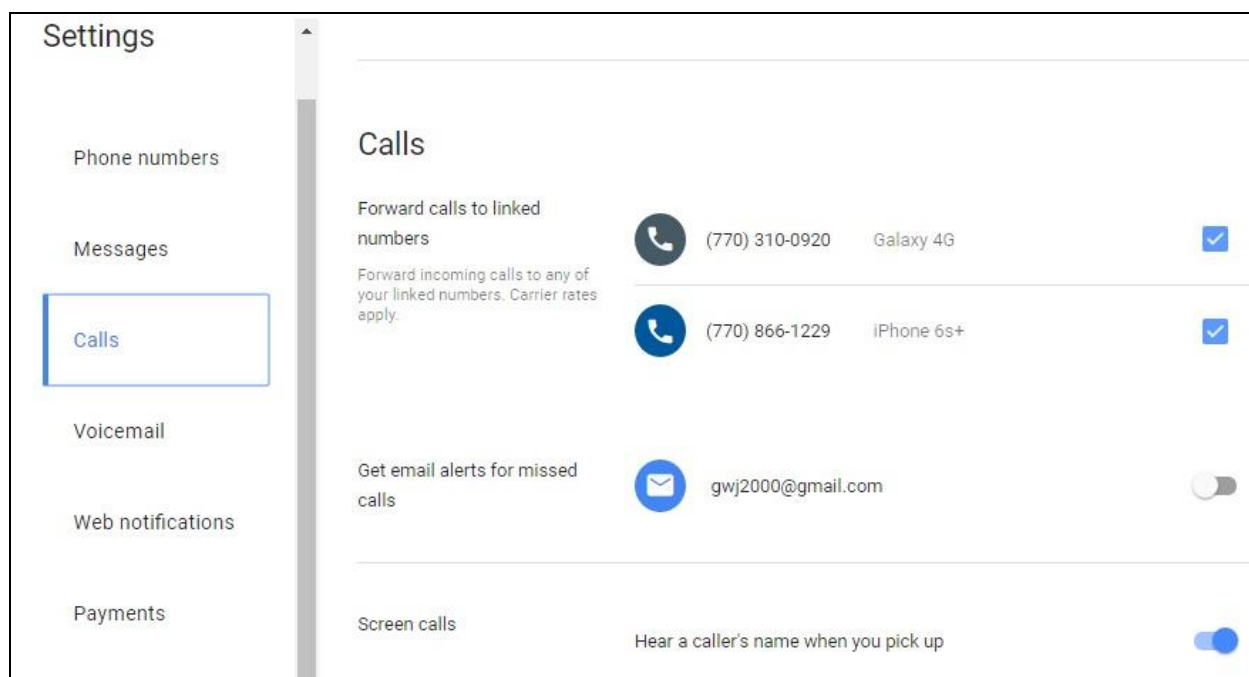 Settings
Phone numbers
Messages
Calls
Voicemail
Web notifications
Payments
Calls
Forward calls to linked
numbers
Forward incoming calls to any of
your linked numbers. Carrier rates
apply.
(770) 310-0920 Galaxy 4G
(770) 866-1229 iPhone 6s+
Get email alerts for missed
calls
gwj2000@gmail.com
Screen calls
Hear a caller's name when you pick up